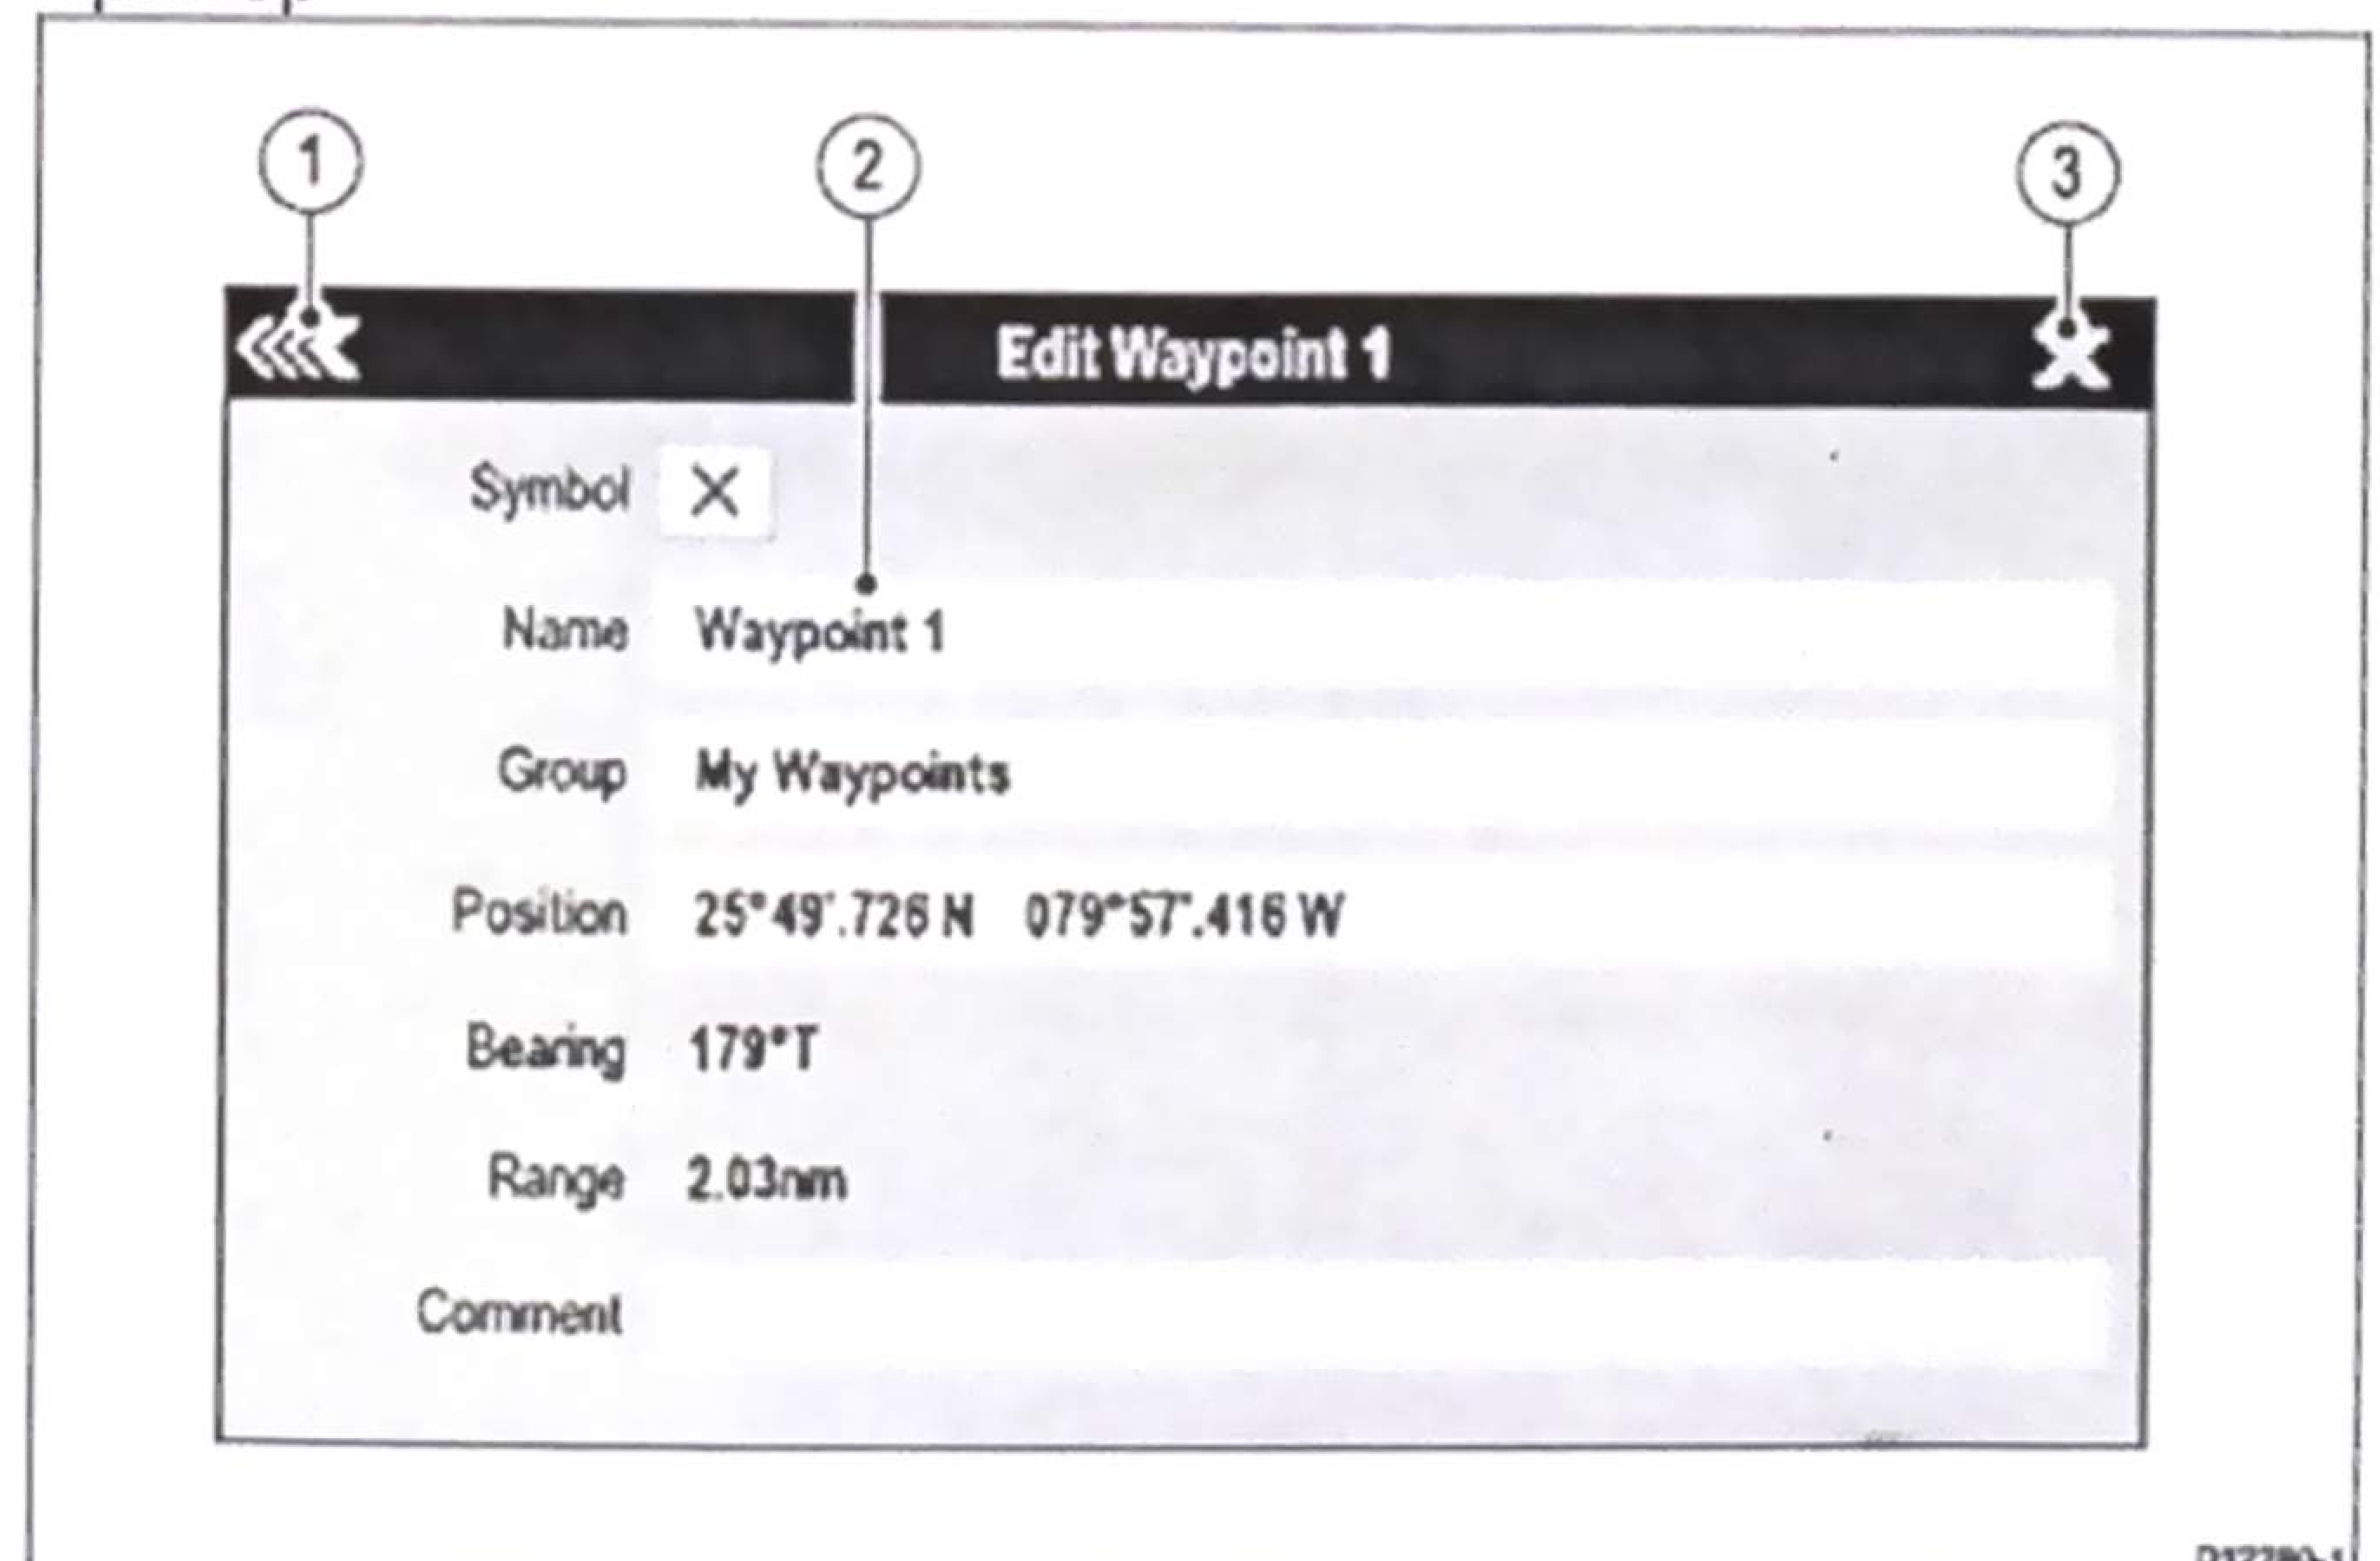 1 2 3
Edit Waypoint 1
Symbol
Name Waypoint 1
Group My Waypoints
Position 25°49'.726 N 079°57'.416 W
Bearing 179°T
Range 2.03nm
Comment